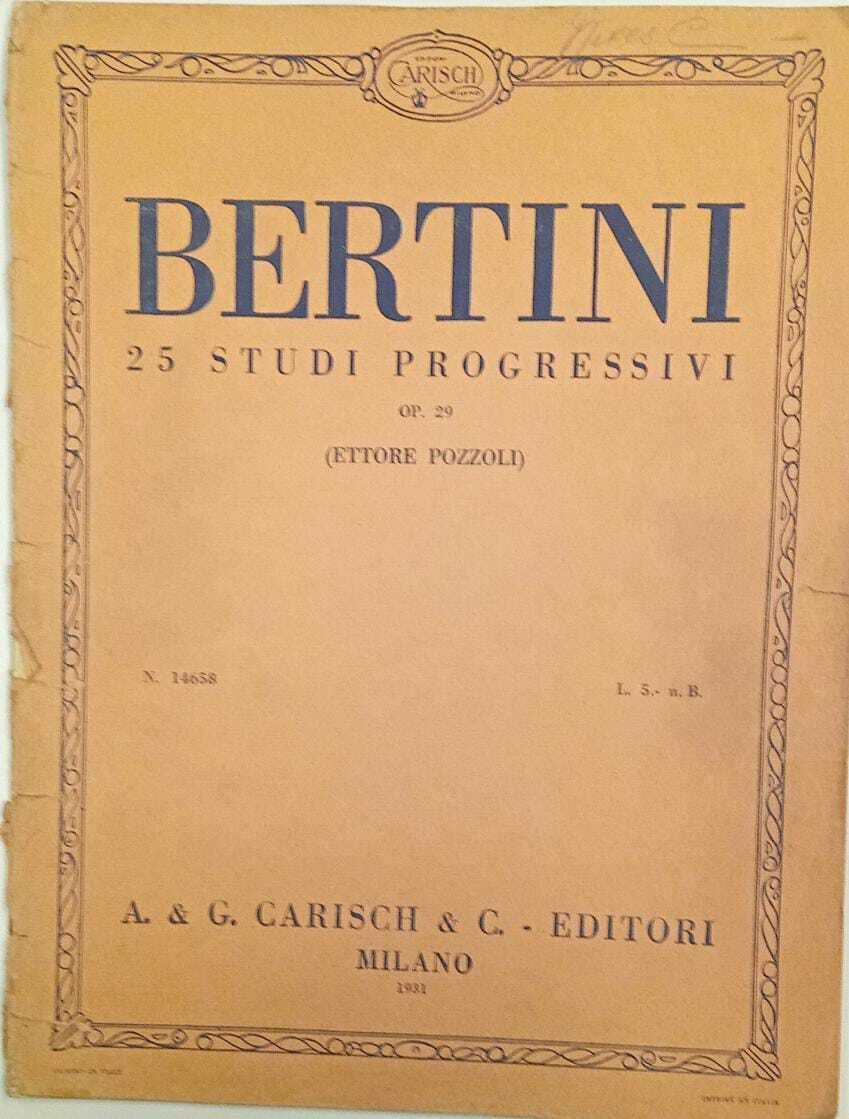 CARISCH
BERTINI
25 STUDI PROGRESSIVI
OP. 29
(ETTORE POZZOLI)
N. 14658
L. 5.- n. B.
A. & G. CARISCH & C. - EDITORI
MILANO
1931